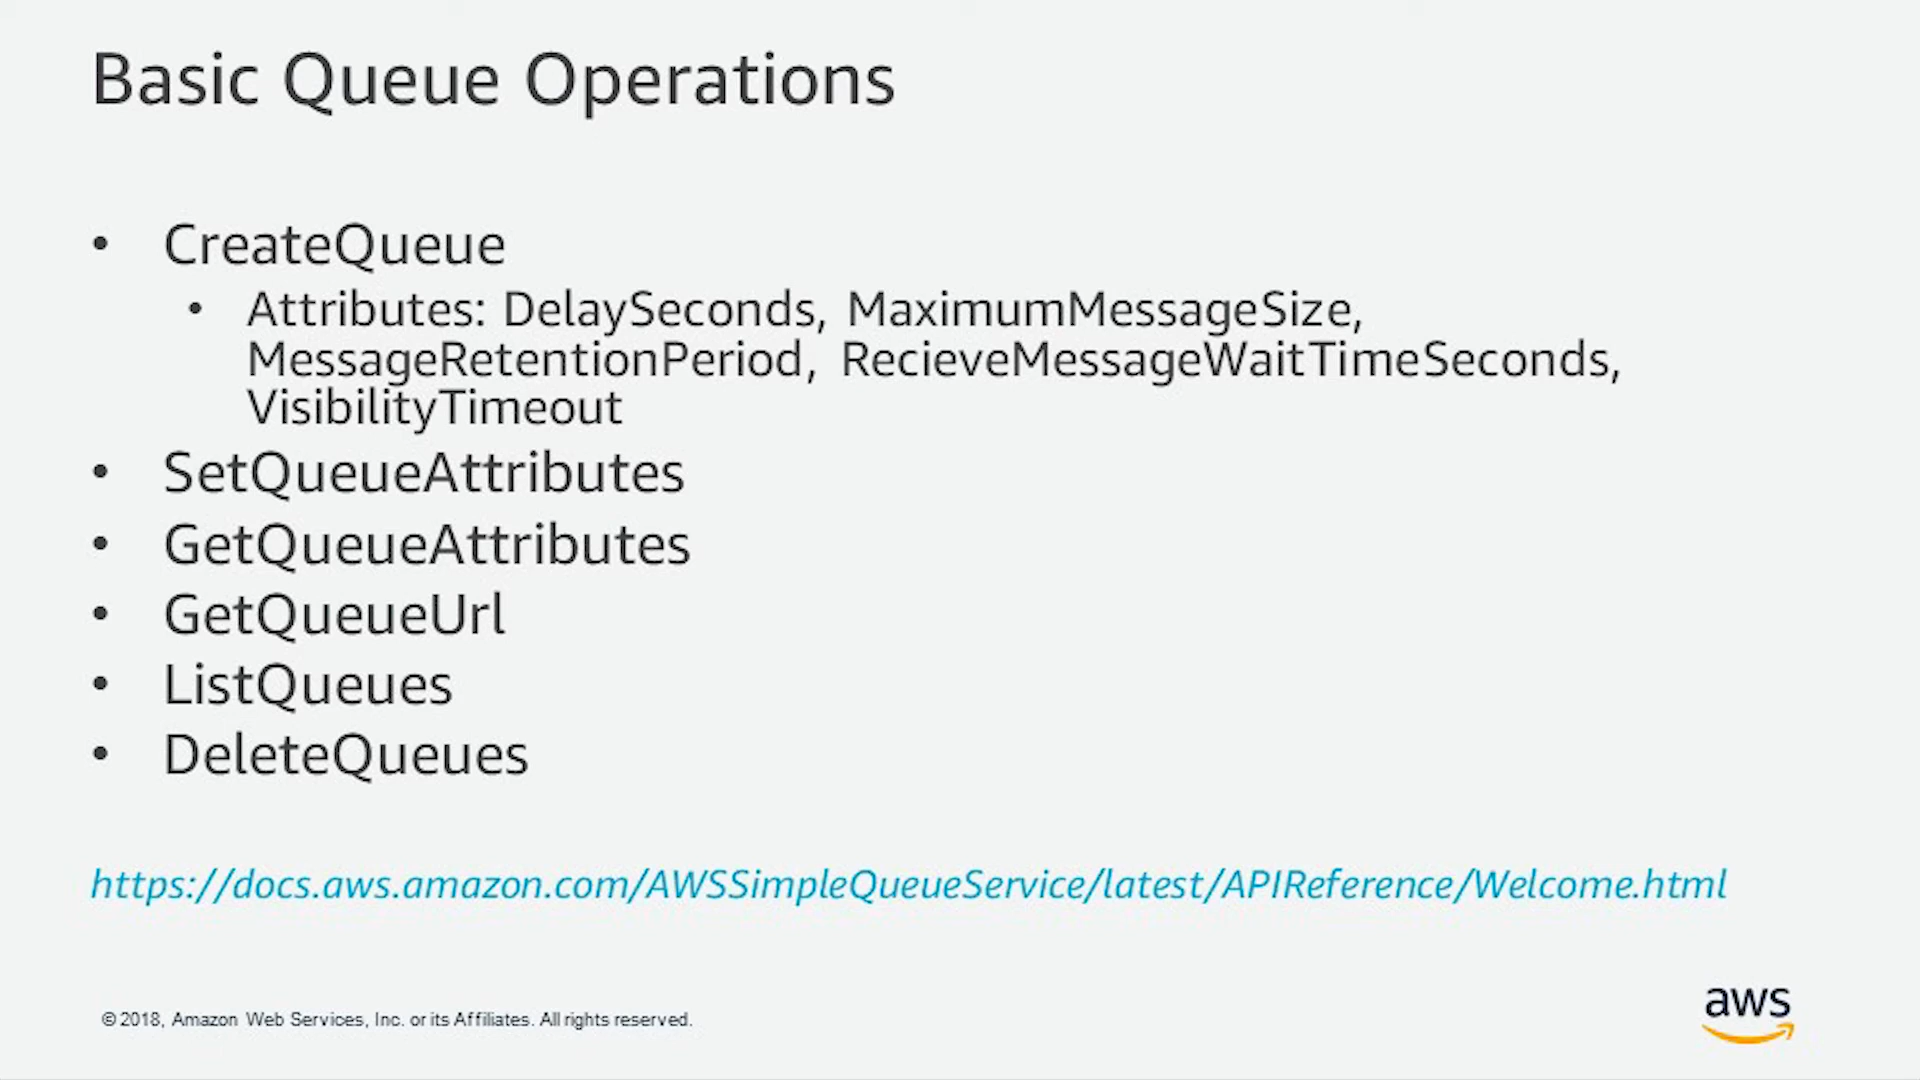 Basic Queue Operations
• CreateQueue
• Attributes: DelaySeconds, MaximumMessageSize,
MessageRetentionPeriod, RecieveMessageWaitTimeSeconds,
VisibilityTimeout
• SetQueueAttributes
• GetQueueAttributes
• GetQueueUrl
• ListQueues
• DeleteQueues
https://docs.aws.amazon.com/AWSSimpleQueueService/latest/APIReference/Welcome.html
© 2018, Amazon Web Services, Inc. or its Affiliates. All rights reserved.
aws